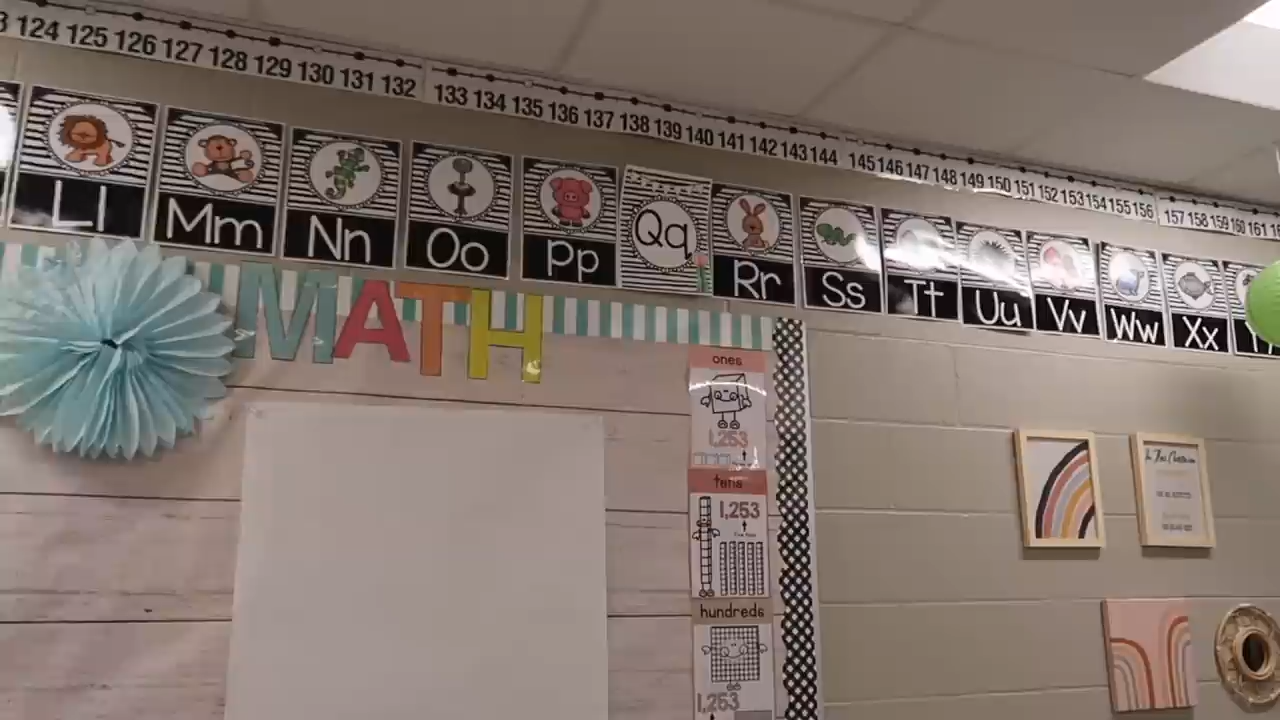 124 125 126 127 128 129 130 131 132 133 134 135 136 137 138 139 140 141 142 143 144 145 146 147 148 149 150 151 152 153 154 155 156 157 158 159 160 161
Ll Mm Nn Oo Pp Qq Rr Ss Tt Uu Vv Ww Xx
MATH
ones
1,253
tens
1,253
hundreds
1,253
In This Classroom